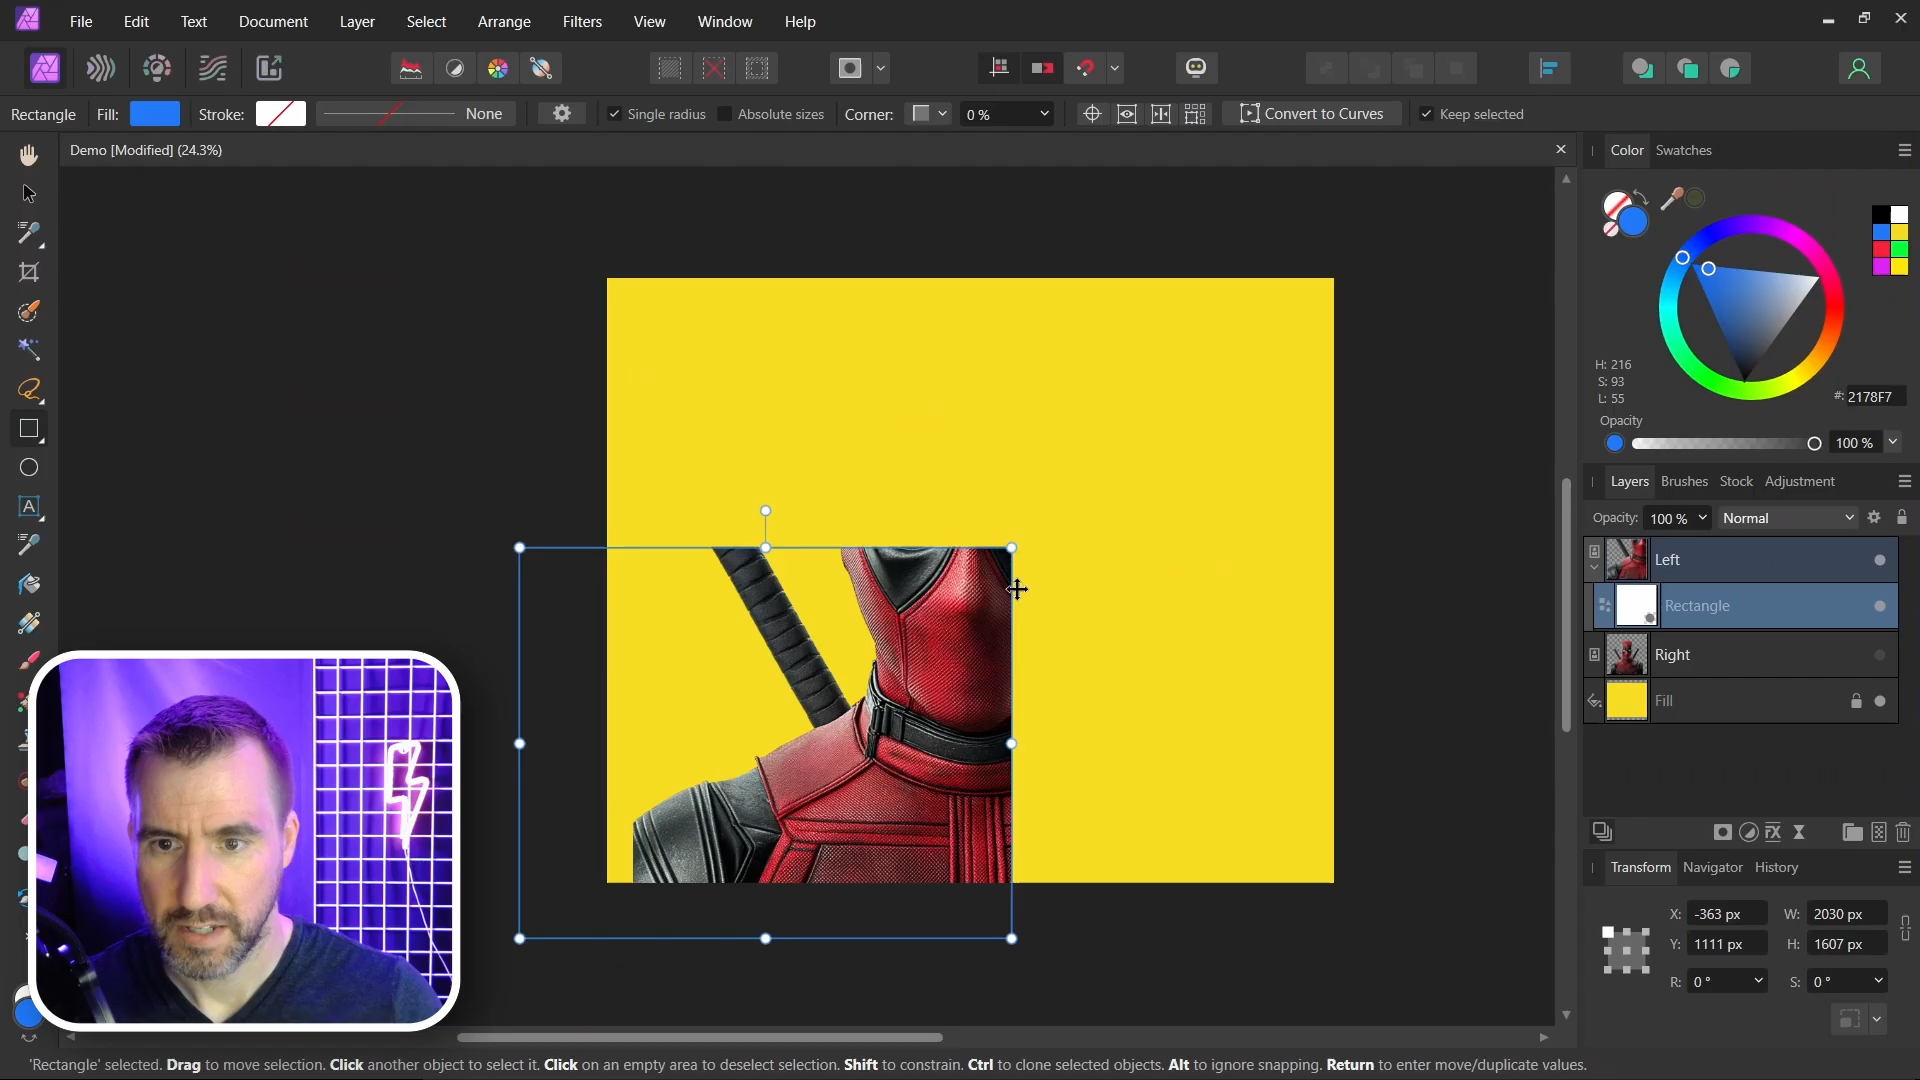 File Edit Text Document Layer Select Arrange Filters View Window Help
Rectangle Fill: Stroke: None Single radius Absolute sizes Corner: 0 % Convert to Curves Keep selected
Demo [Modified] (24.3%)
Color Swatches
H: 216
S: 93
L: 55
#: 2178F7
Opacity
100 %
Layers Brushes Stock Adjustment
Opacity: 100 % Normal
Left
Rectangle
Right
Fill
Transform Navigator History
X: -363 px W: 2030 px
Y: 1111 px H: 1607 px
R: 0 ° S: 0 °
'Rectangle' selected. Drag to move selection. Click another object to select it. Click on an empty area to deselect selection. Shift to constrain. Ctrl to clone selected objects. Alt to ignore snapping. Return to enter move/duplicate values.